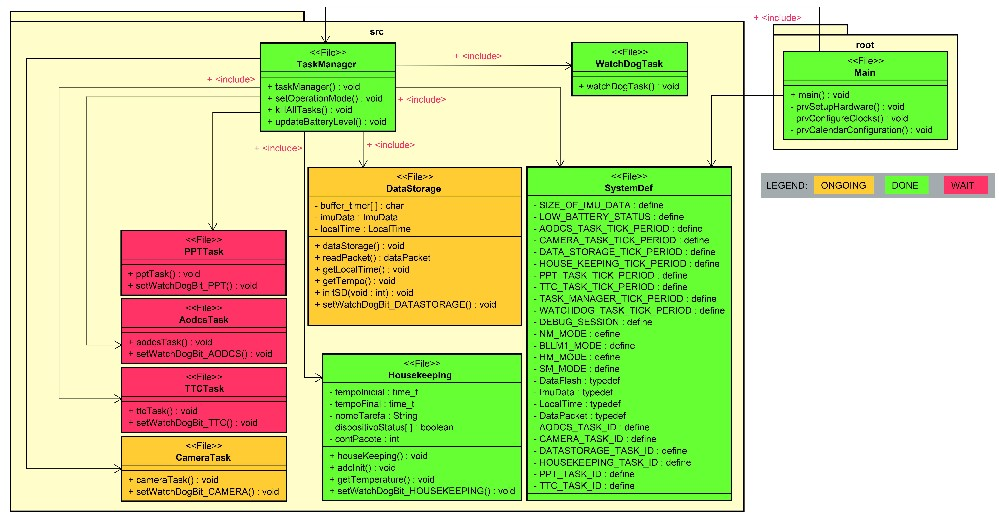 src
<<File>>
TaskManager
+ taskManager() : void
+ setOperationMode() : void
+ killAllTasks() : void
+ updateBatteryLevel() : void
+ <include>
<<File>>
WatchDogTask
+ watchDogTask() : void
+ <include>
root
<<File>>
Main
+ main() : void
- prvSetupHardware() : void
- prvConfigureClocks() : void
- prvCalendarConfiguration() : void
+ <include>
+ <include>
+ <include>
+ <include>
<<File>>
DataStorage
- buffer_timer[ ] : char
- imuData : ImuData
- localTime : LocalTime
+ dataStorage() : void
+ readPacket() : dataPacket
+ getLocalTime() : void
+ getTempo() : void
+ initSD(void : int) : void
+ setWatchDogBit_DATASTORAGE() : void
<<File>>
SystemDef
- SIZE_OF_IMU_DATA : define
- LOW_BATTERY_STATUS : define
- AODCS_TASK_TICK_PERIOD : define
- CAMERA_TASK_TICK_PERIOD : define
- DATA_STORAGE_TICK_PERIOD : define
- HOUSE_KEEPING_TICK_PERIOD : define
- PPT_TASK_TICK_PERIOD : define
- TTC_TASK_TICK_PERIOD : define
- TASK_MANAGER_TICK_PERIOD : define
- WATCHDOG_TASK_TICK_PERIOD : define
- DEBUG_SESSION : define
- NM_MODE : define
- BLLM1_MODE : define
- HM_MODE : define
- SM_MODE : define
- DataFlash : typedef
- ImuData : typedef
- LocalTime : typedef
- DataPacket : typedef
- AODCS_TASK_ID : define
- CAMERA_TASK_ID : define
- DATASTORAGE_TASK_ID : define
- HOUSEKEEPING_TASK_ID : define
- PPT_TASK_ID : define
- TTC_TASK_ID : define
LEGEND: ONGOING DONE WAIT
<<File>>
PPTTask
+ pptTask() : void
+ setWatchDogBit_PPT() : void
<<File>>
AodcsTask
+ aodcsTask() : void
+ setWatchDogBit_AODCS() : void
<<File>>
TTCTask
+ ttcTask() : void
+ setWatchDogBit_TTC() : void
<<File>>
CameraTask
+ cameraTask() : void
+ setWatchDogBit_CAMERA() : void
<<File>>
Housekeeping
- tempoInicial : time_t
- tempoFinal : time_t
- nomeTarefa : String
- dispositivoStatus[ ] : boolean
- contPacote : int
+ houseKeeping() : void
+ addInit() : void
+ getTemperature() : void
+ setWatchDogBit_HOUSEKEEPING() : void